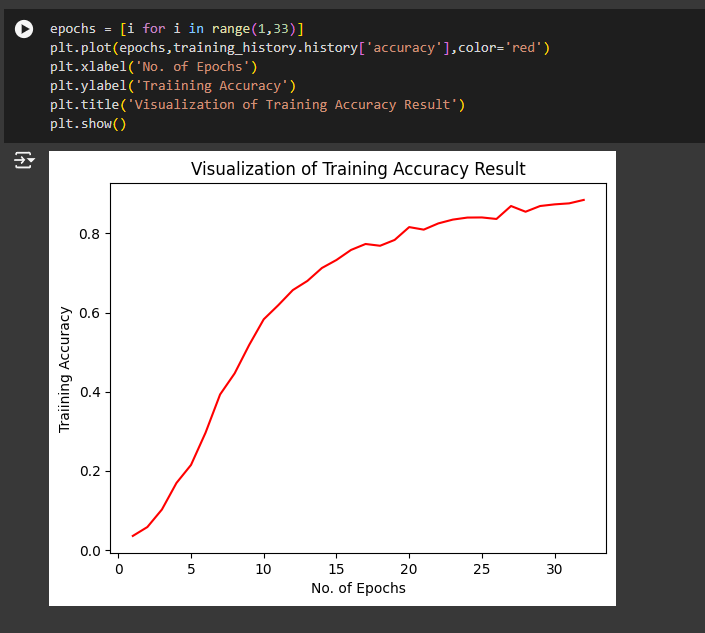 epochs = [i for i in range(1,33)]
plt.plot(epochs,training_history.history['accuracy'],color='red')
plt.xlabel('No. of Epochs')
plt.ylabel('Traiining Accuracy')
plt.title('Visualization of Training Accuracy Result')
plt.show()
Visualization of Training Accuracy Result
Traiining Accuracy
0.8
0.6
0.4
0.2
0.0
0 5 10 15 20 25 30
No. of Epochs